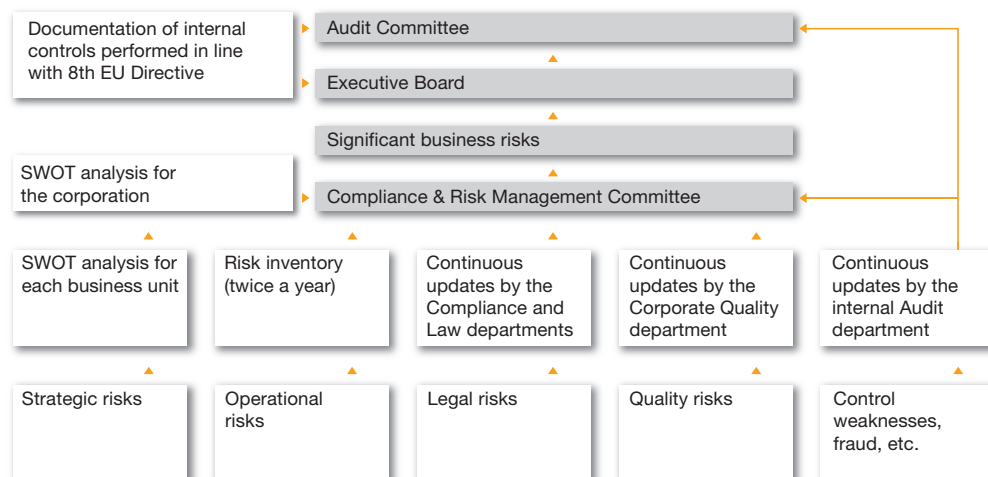 Documentation of internal
controls performed in line
with 8th EU Directive
Audit Committee
Executive Board
Significant business risks
SWOT analysis for
the corporation
Compliance & Risk Management Committee
SWOT analysis for
each business unit
Risk inventory
(twice a year)
Continuous
updates by the
Compliance and
Law departments
Continuous
updates by the
Corporate Quality
department
Continuous
updates by the
internal Audit
department
Strategic risks
Operational
risks
Legal risks
Quality risks
Control
weaknesses,
fraud, etc.